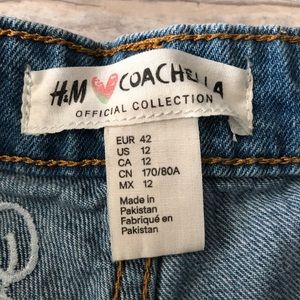 H&M COACHELLA
OFFICIAL COLLECTION
EUR 42
US 12
CA 12
CN 170/80A
MX 12
Made in
Pakistan
Fabriqué en
Pakistan